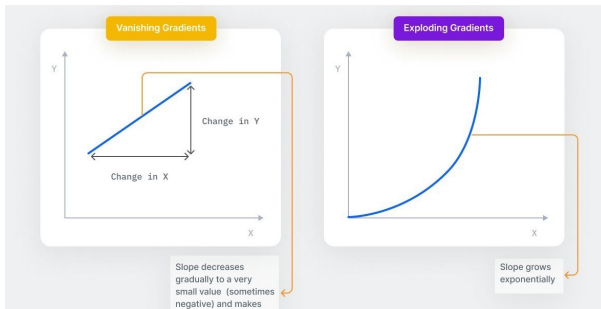 Vanishing Gradients
Y
Change in Y
Change in X
X
Slope decreases
gradually to a very
small value (sometimes
negative) and makes
Exploding Gradients
Y
X
Slope grows
exponentially